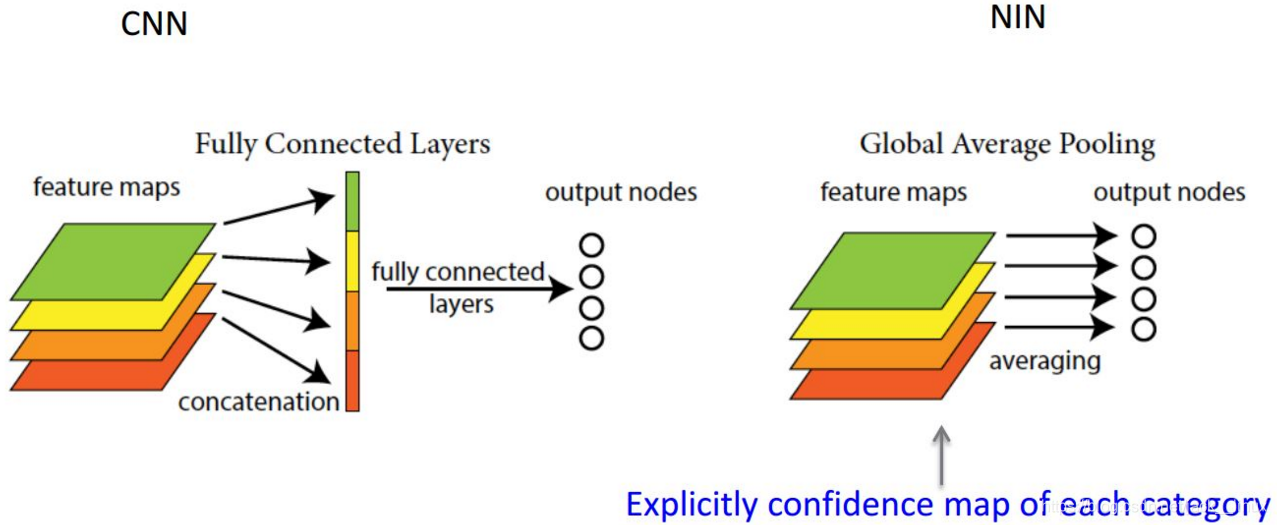 CNN
NIN
Fully Connected Layers
Global Average Pooling
feature maps
output nodes
feature maps
output nodes
fully connected
layers
averaging
concatenation
Explicitly confidence map of each category